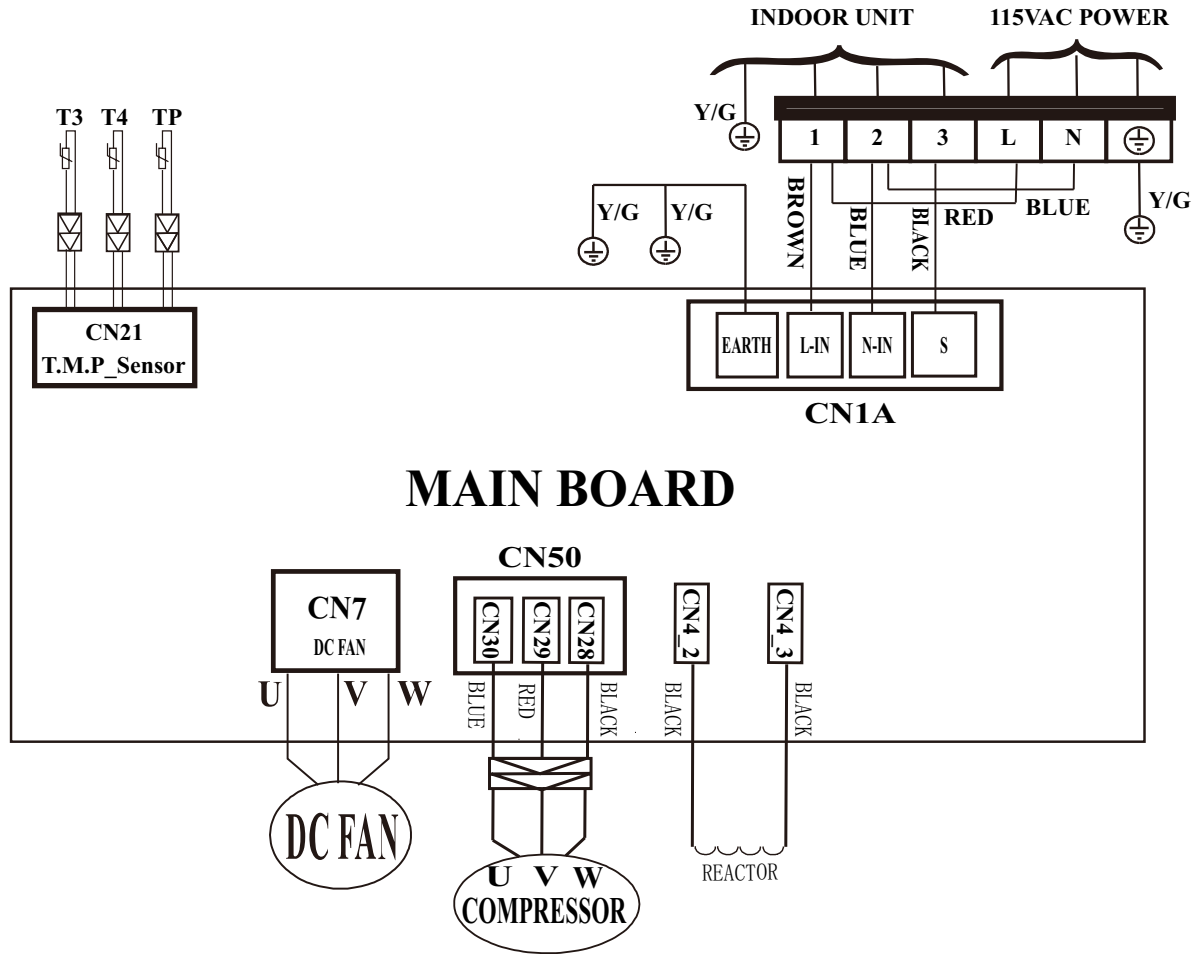 INDOOR UNIT
115VAC POWER
T3 T4 TP
Y/G
1 2 3 L N
Y/G Y/G
BROWN
BLUE
BLACK
RED
BLUE
Y/G
CN21
T.M.P_Sensor
EARTH L-IN N-IN S
CN1A
MAIN BOARD
CN50
CN7
DC FAN
CN30
CN29
CN28
CN4_2
CN4_3
U V W
BLUE
RED
BLACK
BLACK
BLACK
DC FAN
REACTOR
U V W
COMPRESSOR